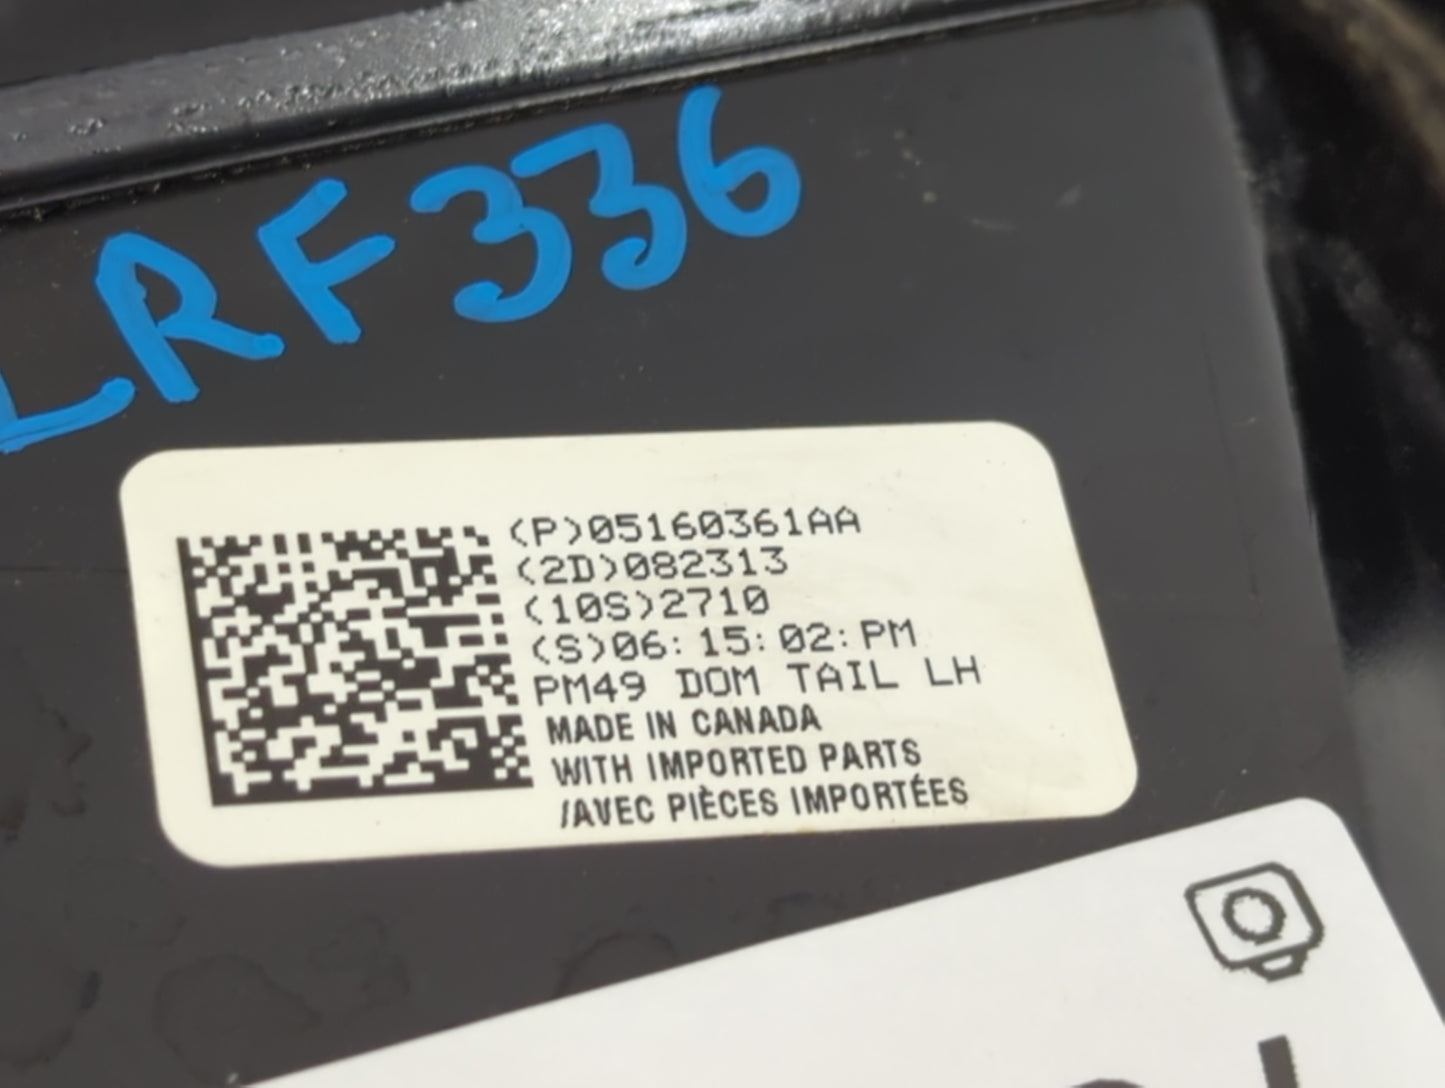 LRF336
(P)05160361AA
(2D)082313
(10S)2710
(S)06:15:02:PM
PM49 DOM TAIL LH
MADE IN CANADA
WITH IMPORTED PARTS
/AVEC PIÈCES IMPORTÉES